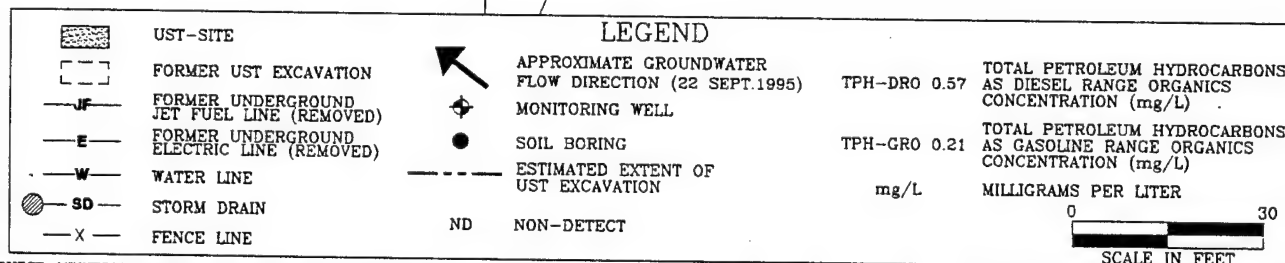 LEGEND
UST-SITE
FORMER UST EXCAVATION
JF
FORMER UNDERGROUND
JET FUEL LINE (REMOVED)
E
FORMER UNDERGROUND
ELECTRIC LINE (REMOVED)
W
WATER LINE
SD
STORM DRAIN
X
FENCE LINE
APPROXIMATE GROUNDWATER
FLOW DIRECTION (22 SEPT.1995)
MONITORING WELL
SOIL BORING
ESTIMATED EXTENT OF
UST EXCAVATION
ND NON-DETECT
TPH-DRO 0.57
TOTAL PETROLEUM HYDROCARBONS
AS DIESEL RANGE ORGANICS
CONCENTRATION (mg/L)
TPH-GRO 0.21
TOTAL PETROLEUM HYDROCARBONS
AS GASOLINE RANGE ORGANICS
CONCENTRATION (mg/L)
mg/L MILLIGRAMS PER LITER
0 30
SCALE IN FEET